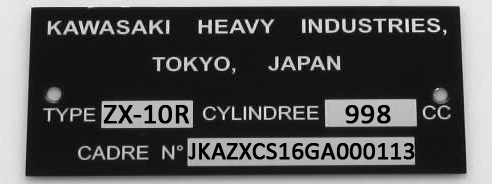 KAWASAKI HEAVY INDUSTRIES,
TOKYO, JAPAN
TYPE ZX-10R CYLINDREE 998 CC
CADRE N° JKAZXCS16GA000113